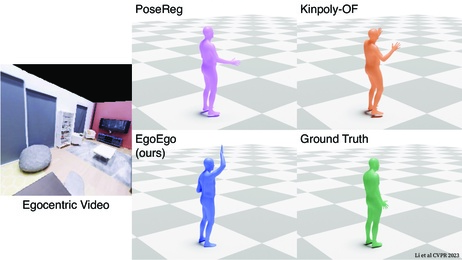 PoseReg
Kinpoly-OF
EgoEgo
(ours)
Ground Truth
Egocentric Video
Li et al CVPR 2023